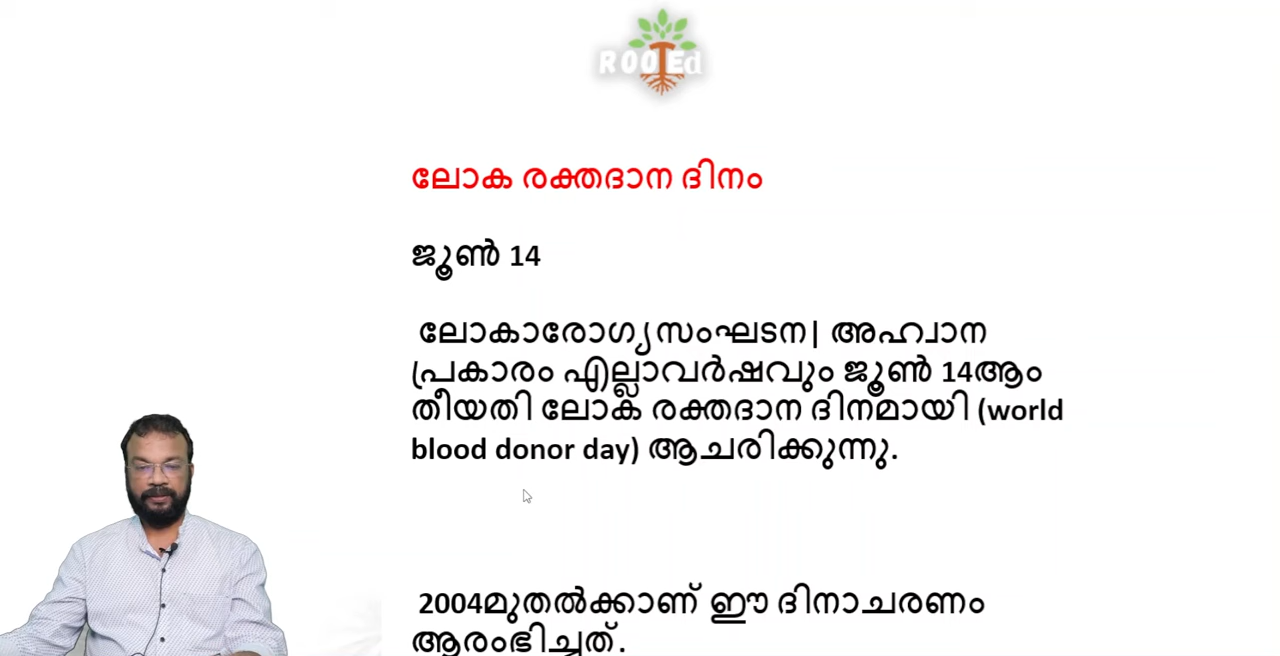 ROOTEd
ലോക രക്തദാന ദിനം
ജൂൺ 14
ലോകാരോഗ്യസംഘടന| അഹ്വാന
പ്രകാരം എല്ലാവർഷവും ജൂൺ 14ആം
തീയതി ലോക രക്തദാന ദിനമായി (world
blood donor day) ആചരിക്കുന്നു.
2004മുതൽക്കാണ് ഈ ദിനാചരണം
ആരംഭിച്ചത്.